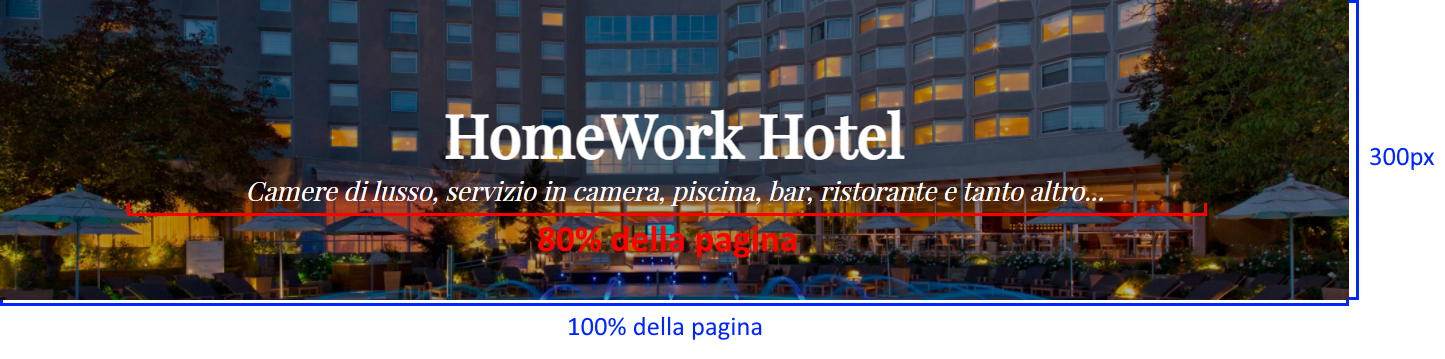 HomeWork Hotel
Camere di lusso, servizio in camera, piscina, bar, ristorante e tanto altro...
300px
80% della pagina
100% della pagina